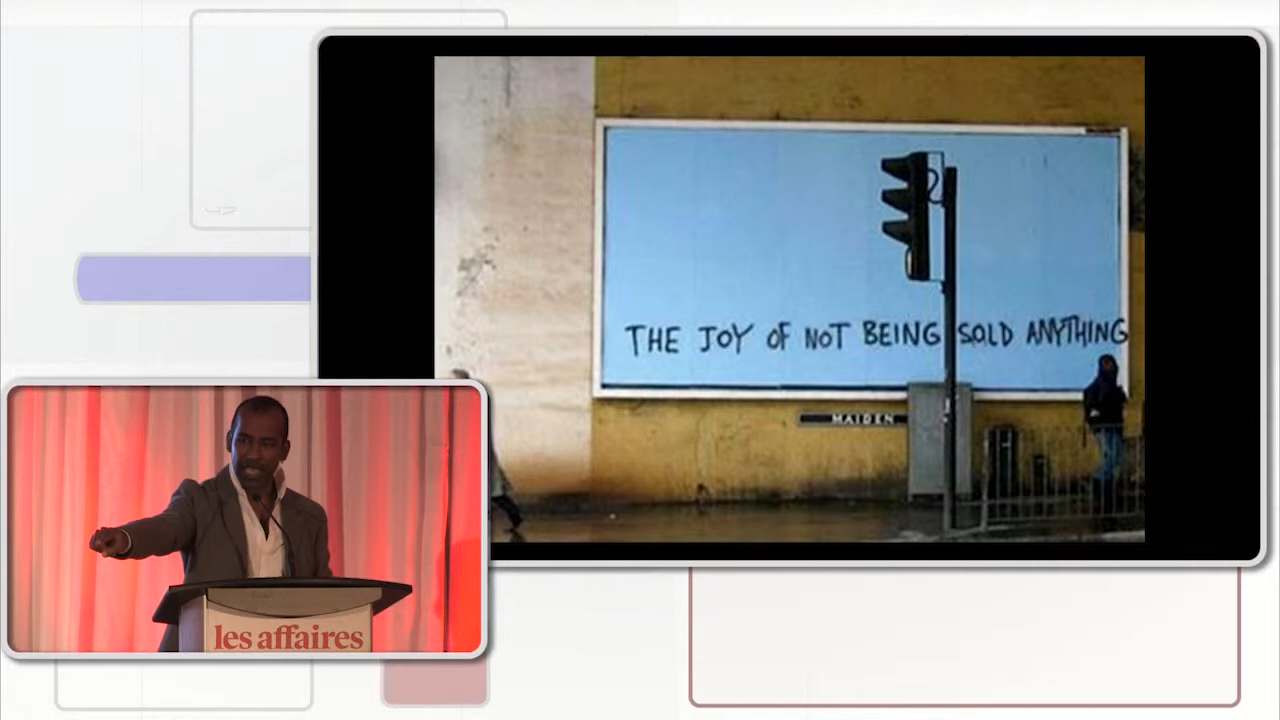 THE JOY OF NOT BEING SOLD ANYTHING
MAIDEN
les affaires